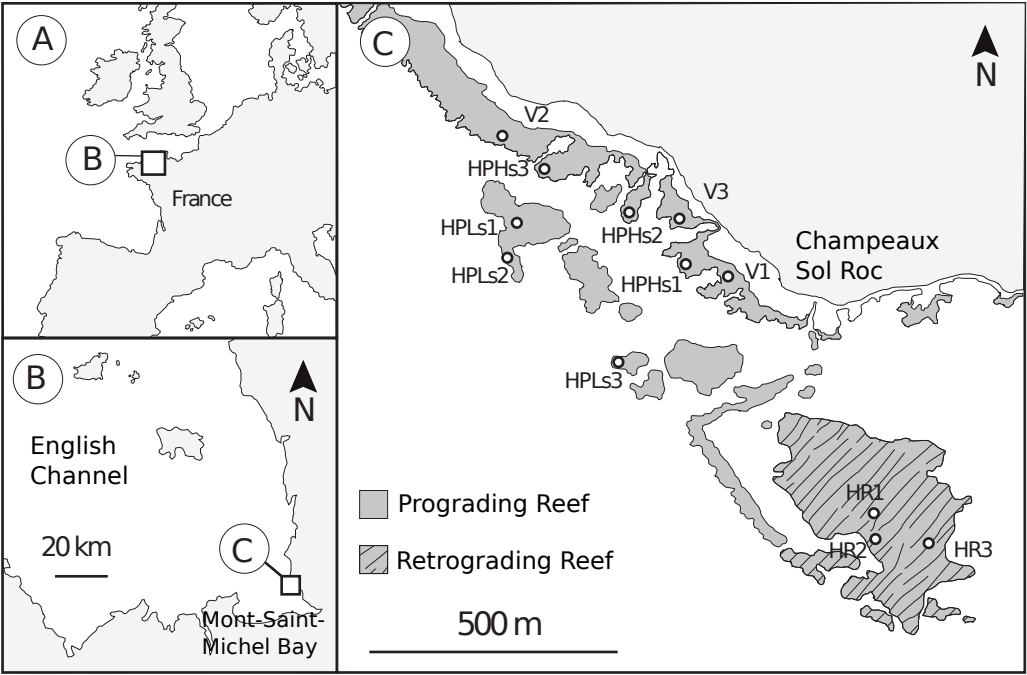 A
B
France
B
N
English
Channel
20 km
C
Mont-Saint-
Michel Bay
C
N
V2
HPHs3
V3
HPLs1
HPHs2
Champeaux
Sol Roc
HPLs2
HPHs1
V1
HPLs3
Prograding Reef
HR1
Retrograding Reef
HR2
HR3
500 m